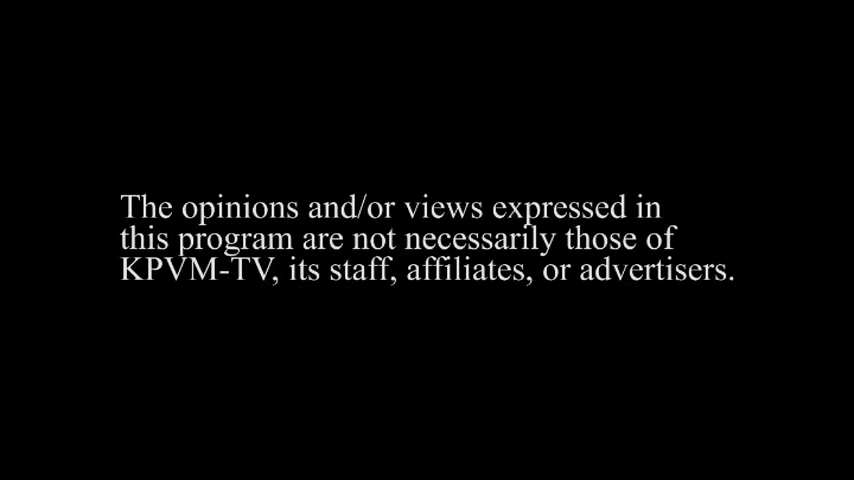 The opinions and/or views expressed in
this program are not necessarily those of
KPVM-TV, its staff, affiliates, or advertisers.